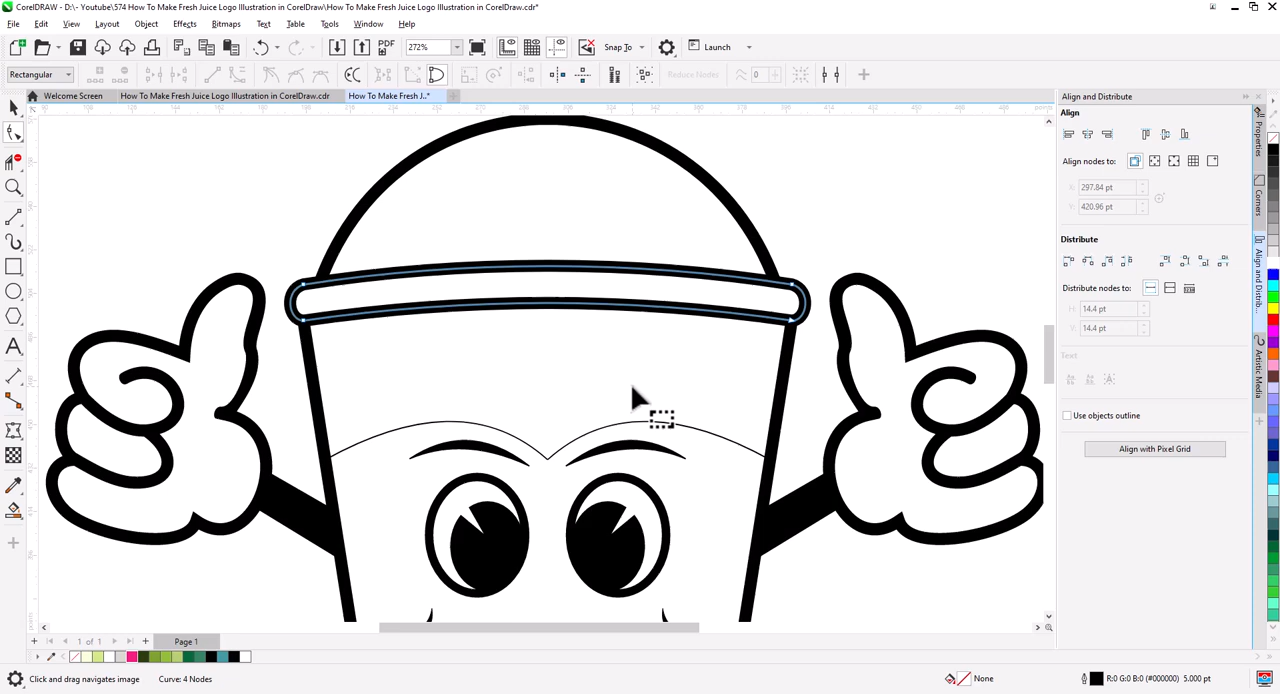 CorelDRAW - D:\- Youtube\574 How To Make Fresh Juice Logo Illustration in CorelDraw\How To Make Fresh Juice Logo Illustration in CorelDraw.cdr*
File Edit View Layout Object Effects Bitmaps Text Table Tools Window Help
PDF 272% Snap To Launch
Rectangular Reduce Nodes 0
Welcome Screen How To Make Fresh Juice Logo Illustration in CorelDraw.cdr How To Make Fresh J..*
Align and Distribute
Align
Align nodes to:
X: 297.84 pt
Y: 420.96 pt
Distribute
Distribute nodes to:
H: 14.4 pt
V: 14.4 pt
Text
Use objects outline
Align with Pixel Grid
Properties
Corners
Align and Distrib...
Artistic Media
1 of 1 Page 1
Click and drag navigates image Curve: 4 Nodes None R:0 G:0 B:0 (#000000) 5.000 pt